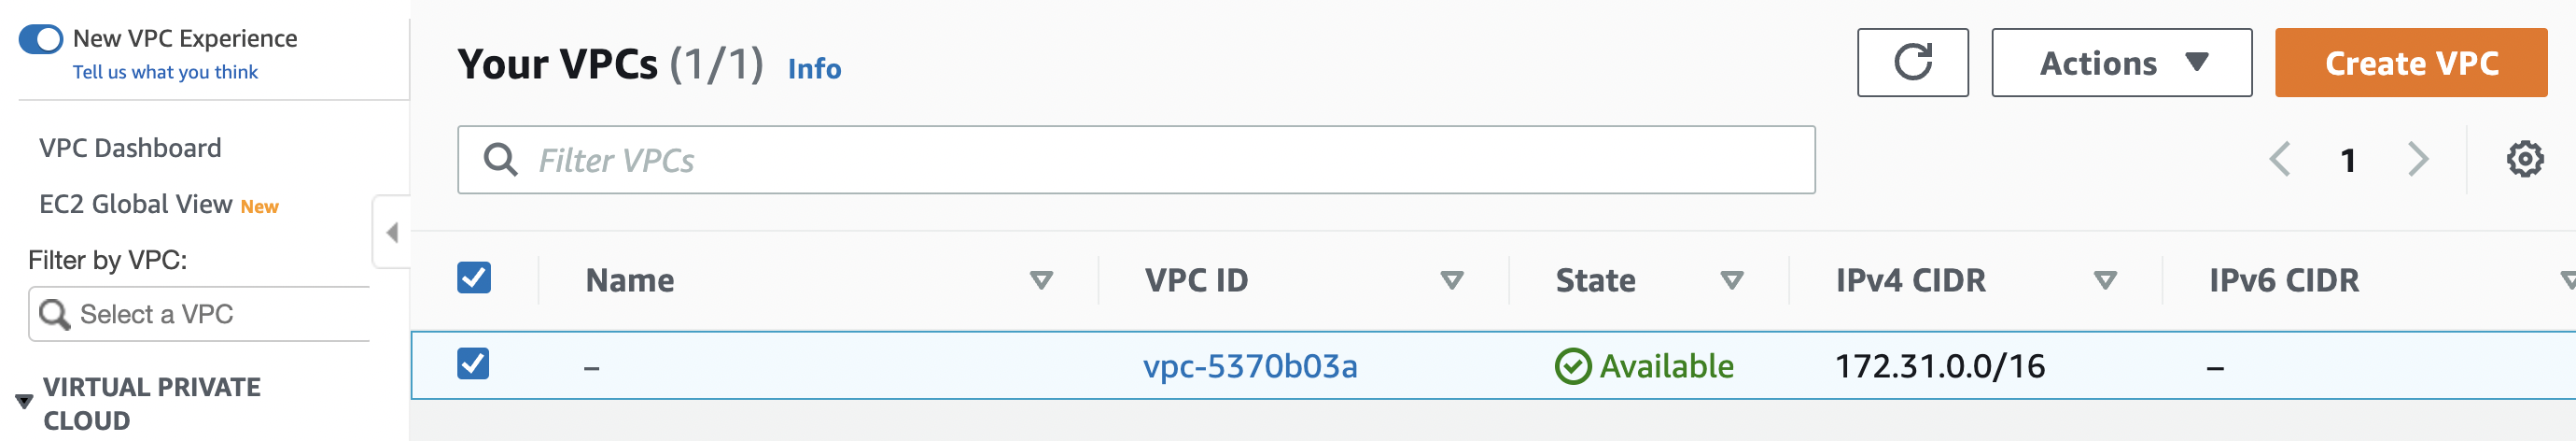 New VPC Experience
Tell us what you think
VPC Dashboard
EC2 Global View New
Filter by VPC:
Select a VPC
VIRTUAL PRIVATE
CLOUD
Your VPCs (1/1) Info
Actions
Create VPC
Filter VPCs
1
Name VPC ID State IPv4 CIDR IPv6 CIDR
– vpc-5370b03a Available 172.31.0.0/16 –